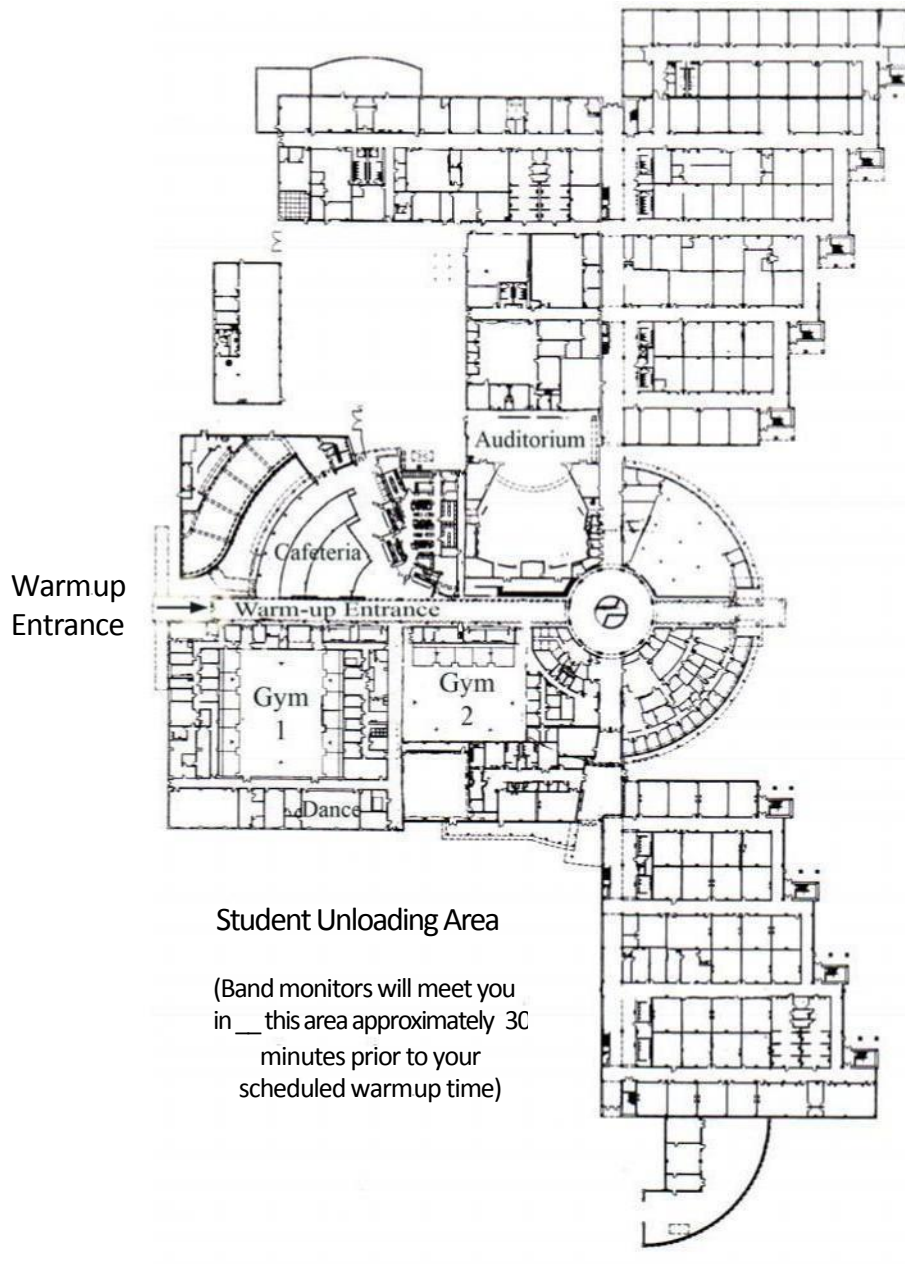 Auditorium
Cafeteria
Warmup
Entrance
Warm-up Entrance
Gym
1
Gym
2
Dance
Student Unloading Area
(Band monitors will meet you
in __ this area approximately 30
minutes prior to your
scheduled warmup time)